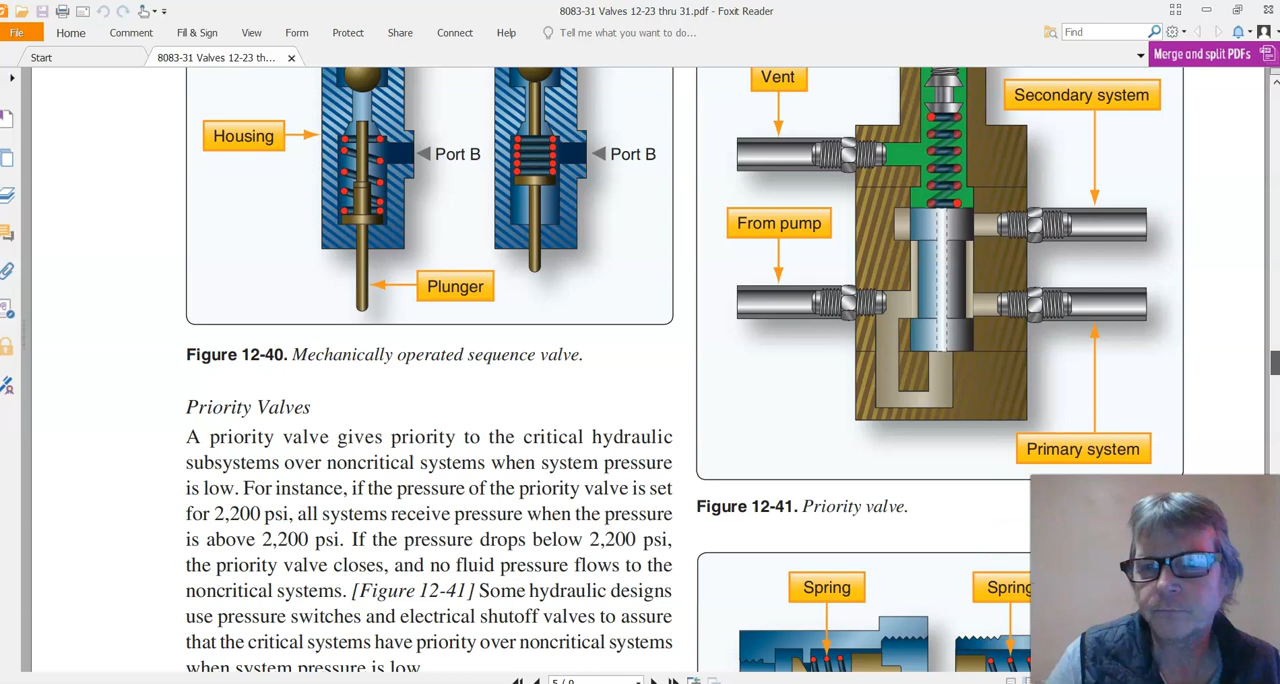 8083-31 Valves 12-23 thru 31.pdf - Foxit Reader
File Home Comment Fill & Sign View Form Protect Share Connect Help Tell me what you want to do... Find
Start 8083-31 Valves 12-23 thr... Merge and split PDFs
Housing
Port B
Port B
Plunger
Figure 12-40. Mechanically operated sequence valve.
Priority Valves
A priority valve gives priority to the critical hydraulic
subsystems over noncritical systems when system pressure
is low. For instance, if the pressure of the priority valve is set
for 2,200 psi, all systems receive pressure when the pressure
is above 2,200 psi. If the pressure drops below 2,200 psi,
the priority valve closes, and no fluid pressure flows to the
noncritical systems. [Figure 12-41] Some hydraulic designs
use pressure switches and electrical shutoff valves to assure
that the critical systems have priority over noncritical systems
when system pressure is low.
Vent
Secondary system
From pump
Primary system
Figure 12-41. Priority valve.
Spring
Spring
5 / 9